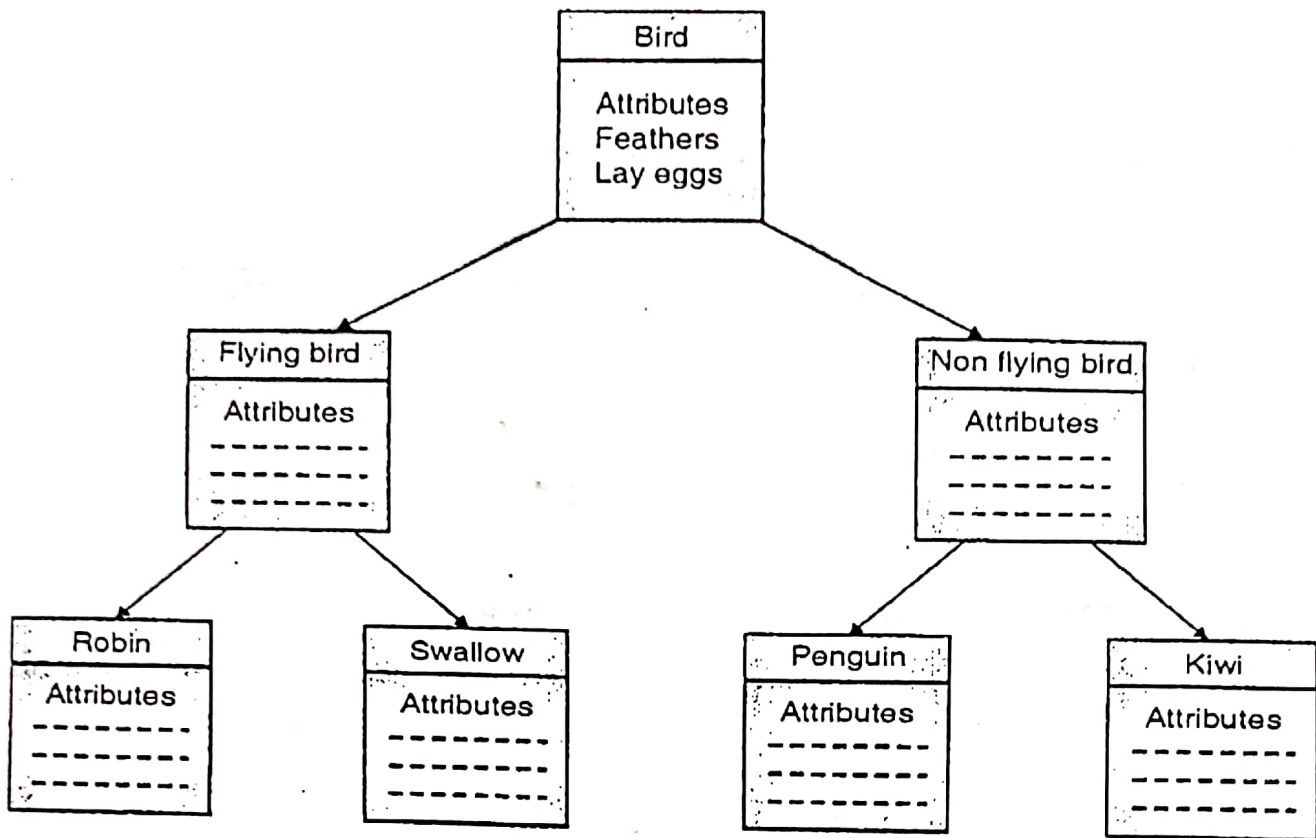 Bird
Attributes
Feathers
Lay eggs
Flying bird
Attributes
Non flying bird
Attributes
Robin
Attributes
Swallow
Attributes
Penguin
Attributes
Kiwi
Attributes